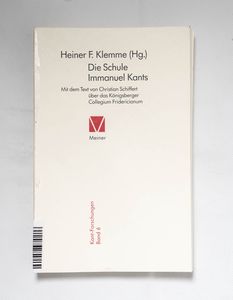 Heiner F. Klemme (Hg.)
Die Schule
Immanuel Kants
Mit dem Text von Christian Schiffert
über das Königsberger
Collegium Fridericianum
Meiner
Kant-Forschungen
Band 6